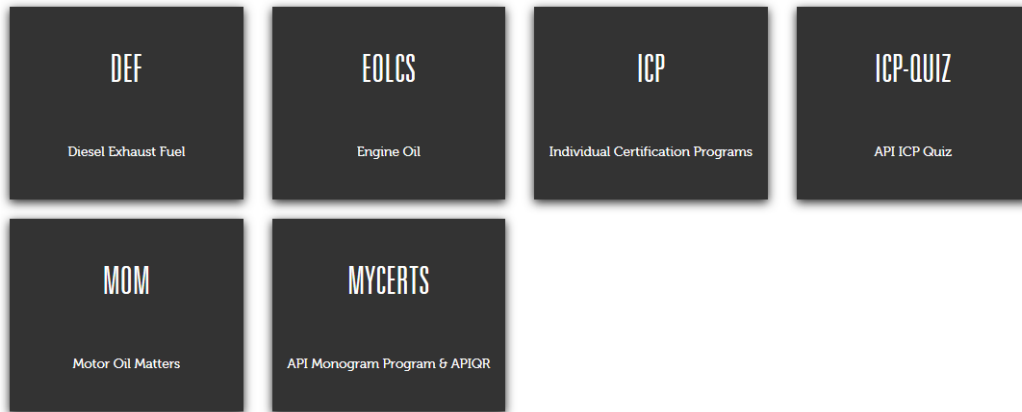 DEF
Diesel Exhaust Fuel
EOLCS
Engine Oil
ICP
Individual Certification Programs
ICP-QUIZ
API ICP Quiz
MOM
Motor Oil Matters
MYCERTS
API Monogram Program & APIQR